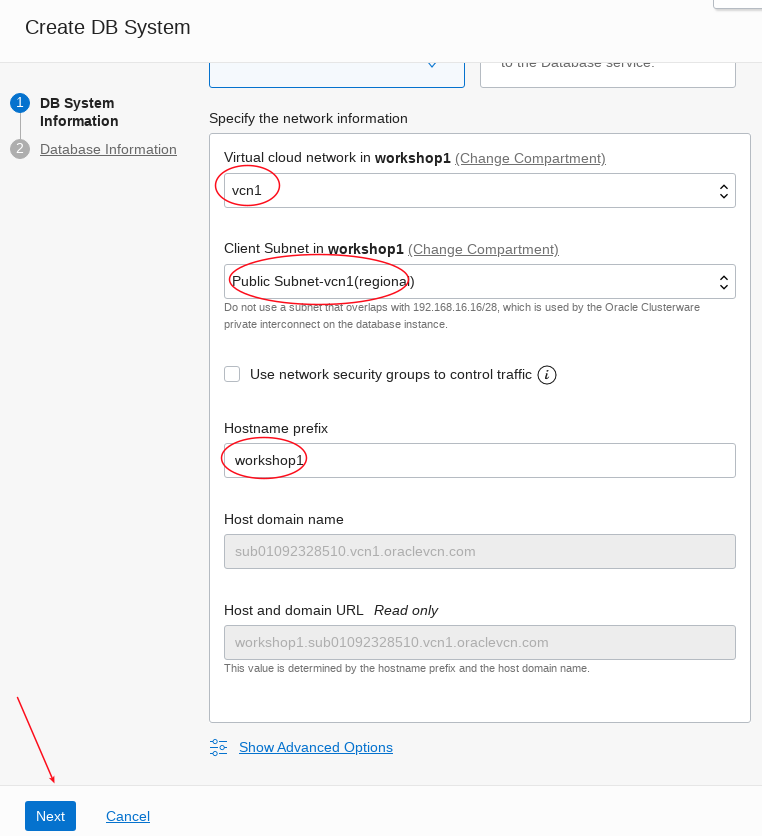 Create DB System
to the Database service.
1 DB System
Information
2 Database Information
Specify the network information
Virtual cloud network in workshop1 (Change Compartment)
vcn1
Client Subnet in workshop1 (Change Compartment)
Public Subnet-vcn1(regional)
Do not use a subnet that overlaps with 192.168.16.16/28, which is used by the Oracle Clusterware
private interconnect on the database instance.
Use network security groups to control traffic i
Hostname prefix
workshop1
Host domain name
sub01092328510.vcn1.oraclevcn.com
Host and domain URL Read only
workshop1.sub01092328510.vcn1.oraclevcn.com
This value is determined by the hostname prefix and the host domain name.
Show Advanced Options
Next Cancel